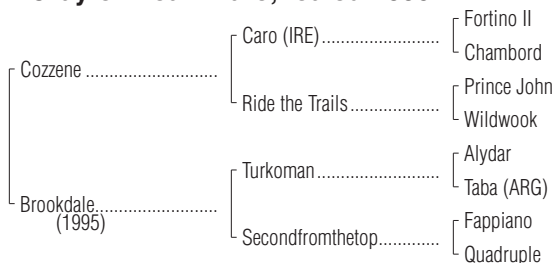 Fortino II
Caro (IRE)
Chambord
Cozzene
Prince John
Ride the Trails
Wildwook
Alydar
Turkoman
Taba (ARG)
Brookdale
(1995)
Fappiano
Secondfromthetop
Quadruple